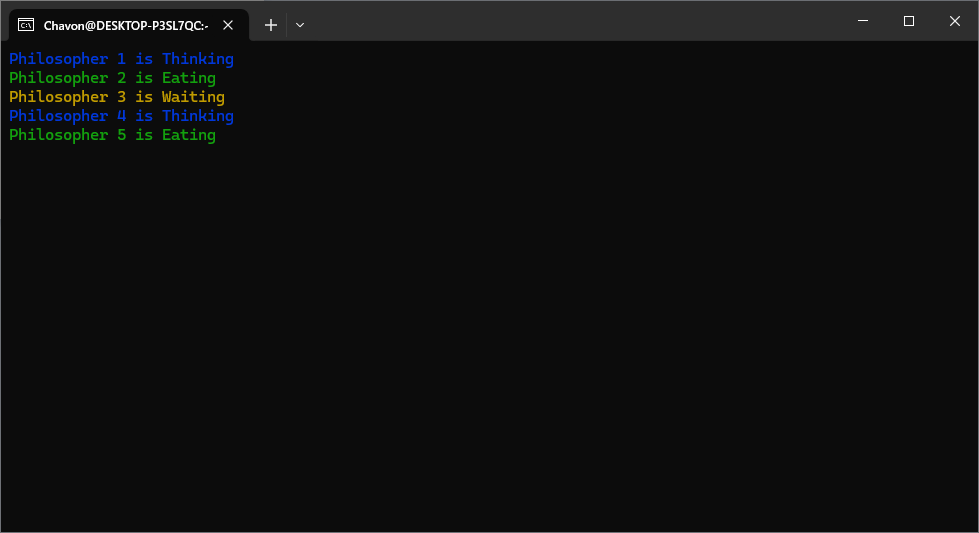 Chavon@DESKTOP-P3SL7QC:-
Philosopher 1 is Thinking
Philosopher 2 is Eating
Philosopher 3 is Waiting
Philosopher 4 is Thinking
Philosopher 5 is Eating